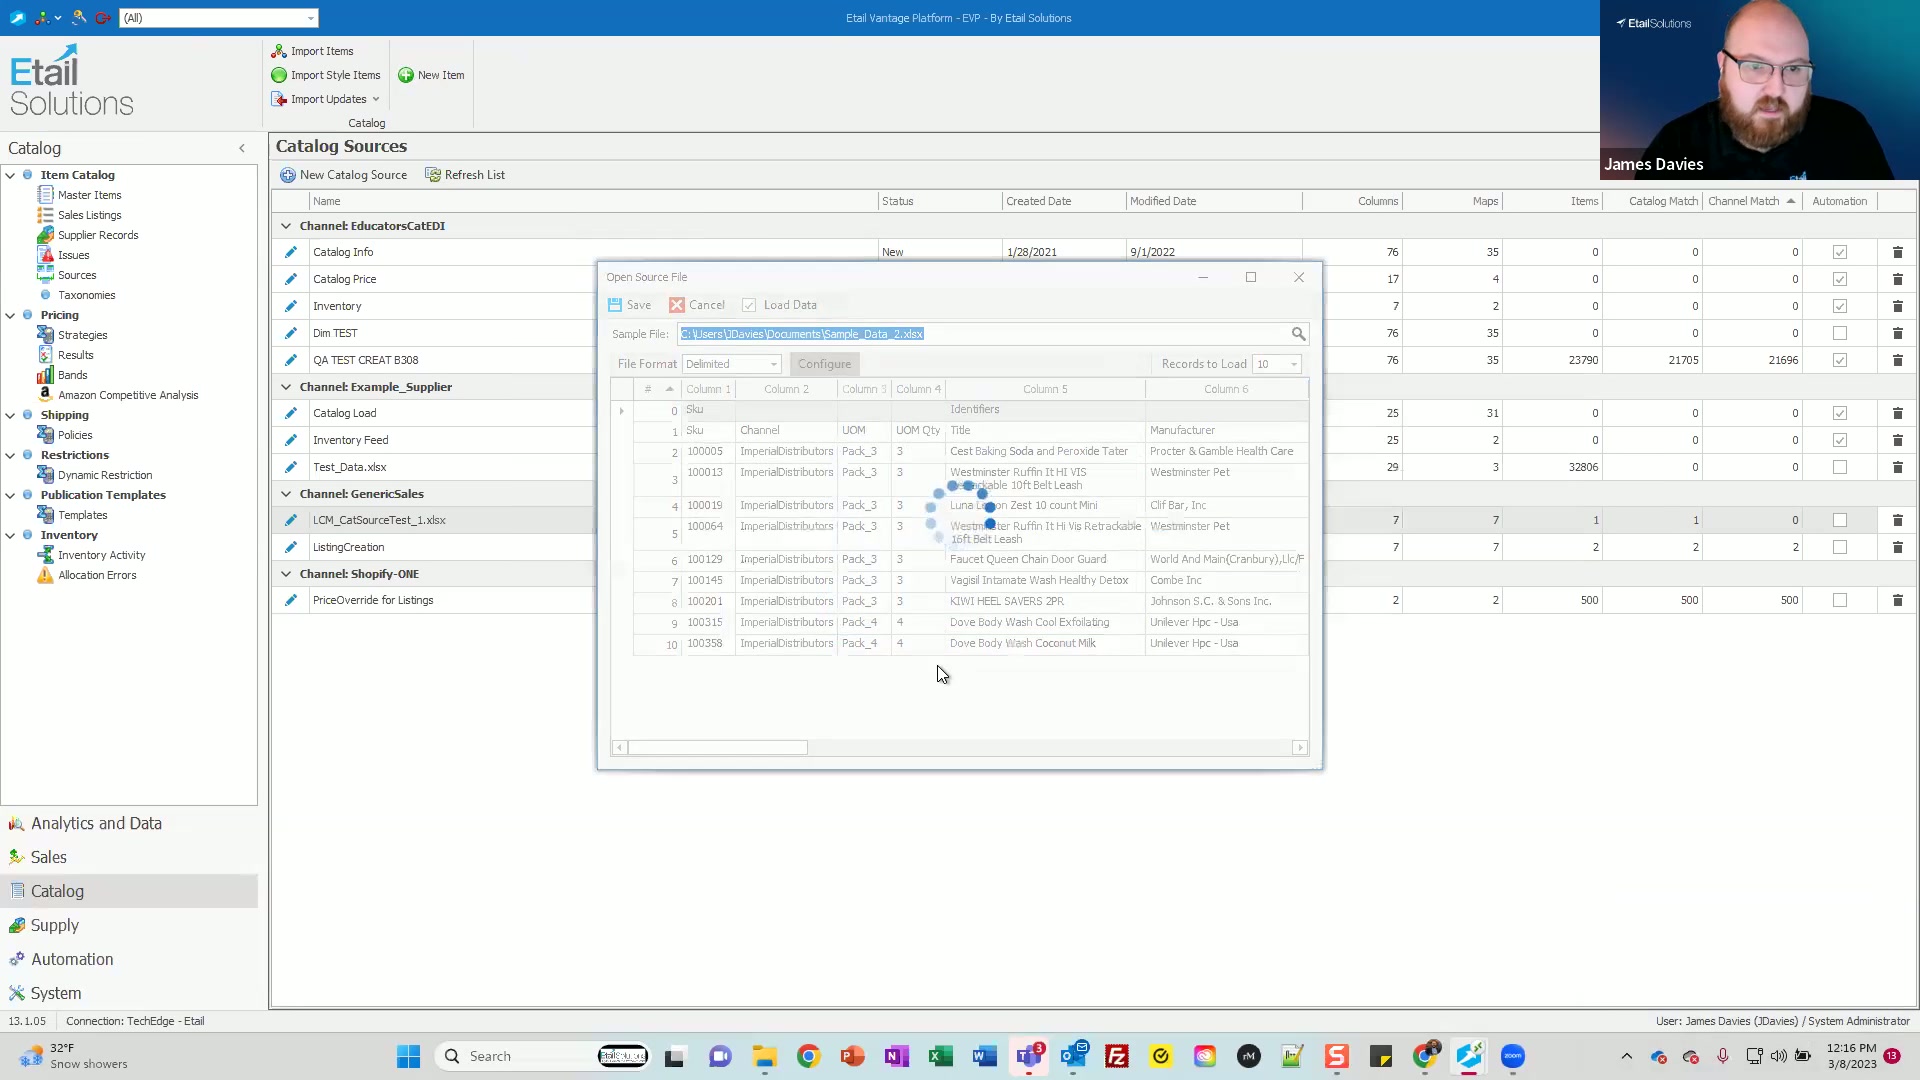 (All)
Etail Vantage Platform - EVP - By Etail Solutions
EtailSolutions
James Davies
Etail
Solutions
Import Items
Import Style Items
Import Updates
New Item
Catalog
Catalog
Item Catalog
Master Items
Sales Listings
Supplier Records
Issues
Sources
Taxonomies
Pricing
Strategies
Results
Bands
Amazon Competitive Analysis
Shipping
Policies
Restrictions
Dynamic Restriction
Publication Templates
Templates
Inventory
Inventory Activity
Allocation Errors
Analytics and Data
Sales
Catalog
Supply
Automation
System
Catalog Sources
New Catalog Source
Refresh List
Name Status Created Date Modified Date Columns Maps Items Catalog Match Channel Match Automation
Channel: EducatorsCatEDI
Catalog Info New 1/28/2021 9/1/2022 76 35 0 0 0
Catalog Price 17 4 0 0 0
Inventory 7 2 0 0 0
Dim TEST 76 35 0 0 0
QA TEST CREAT B308 76 35 23790 21705 21696
Channel: Example_Supplier
Catalog Load 25 31 0 0 0
Inventory Feed 25 2 0 0 0
Test_Data.xlsx 29 3 32806 0 0
Channel: GenericSales
LCM_CatSourceTest_1.xlsx 7 7 1 1 0
ListingCreation 7 7 2 2 2
Channel: Shopify-ONE
PriceOverride for Listings 2 2 500 500 500
Open Source File
Save Cancel Load Data
Sample File: C:\Users\JDavies\Documents\Sample_Data_2.xlsx
File Format Delimited Configure Records to Load 10
# Column 1 Column 2 Column 3 Column 4 Column 5 Column 6
0 Sku Identifiers
1 Sku Channel UOM UOM Qty Title Manufacturer
2 100005 ImperialDistributors Pack_3 3 Cest Baking Soda and Peroxide Tater Procter & Gamble Health Care
3 100013 ImperialDistributors Pack_3 3 Westminster Ruffin It HI VIS Westminster Pet
10ft Belt Leash
4 100019 ImperialDistributors Pack_3 3 Luna Zest 10 count Mini Clif Bar, Inc
5 100064 ImperialDistributors Pack_3 3 Westminster Ruffin It Hi Vis Retrackable Westminster Pet
16ft Belt Leash
6 100129 ImperialDistributors Pack_3 3 Faucet Queen Chain Door Guard World And Main(Cranbury),Llc/F
7 100145 ImperialDistributors Pack_3 3 Vagisil Intamate Wash Healthy Detox Combe Inc
8 100201 ImperialDistributors Pack_3 3 KIWI HEEL SAVERS 2PR Johnson S.C. & Sons Inc.
9 100315 ImperialDistributors Pack_4 4 Dove Body Wash Cool Exfoliating Unilever Hpc - Usa
10 100358 ImperialDistributors Pack_4 4 Dove Body Wash Coconut Milk Unilever Hpc - Usa
13.1.05 Connection: TechEdge - Etail
User: James Davies (JDavies) / System Administrator
32°F
Snow showers
Search
EtailSolutions
3
rM
zoom
12:16 PM
3/8/2023
13